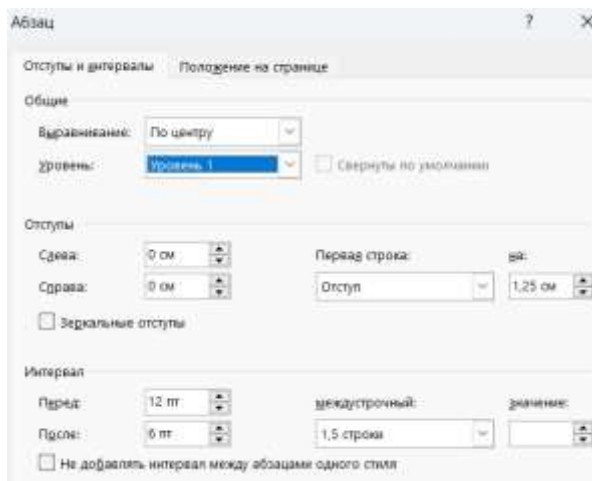 Абзац ? ×
Отступы и интервалы Положение на странице
Общие
Выравнивание: По центру
Уровень: Уровень 1 Свернуты по умолчанию
Отступы
Слева: 0 см Первая строка: на:
Справа: 0 см Отступ 1,25 см
Зеркальные отступы
Интервал
Перед: 12 пт междустрочный: значение:
После: 6 пт 1,5 строки
Не добавлять интервал между абзацами одного стиля